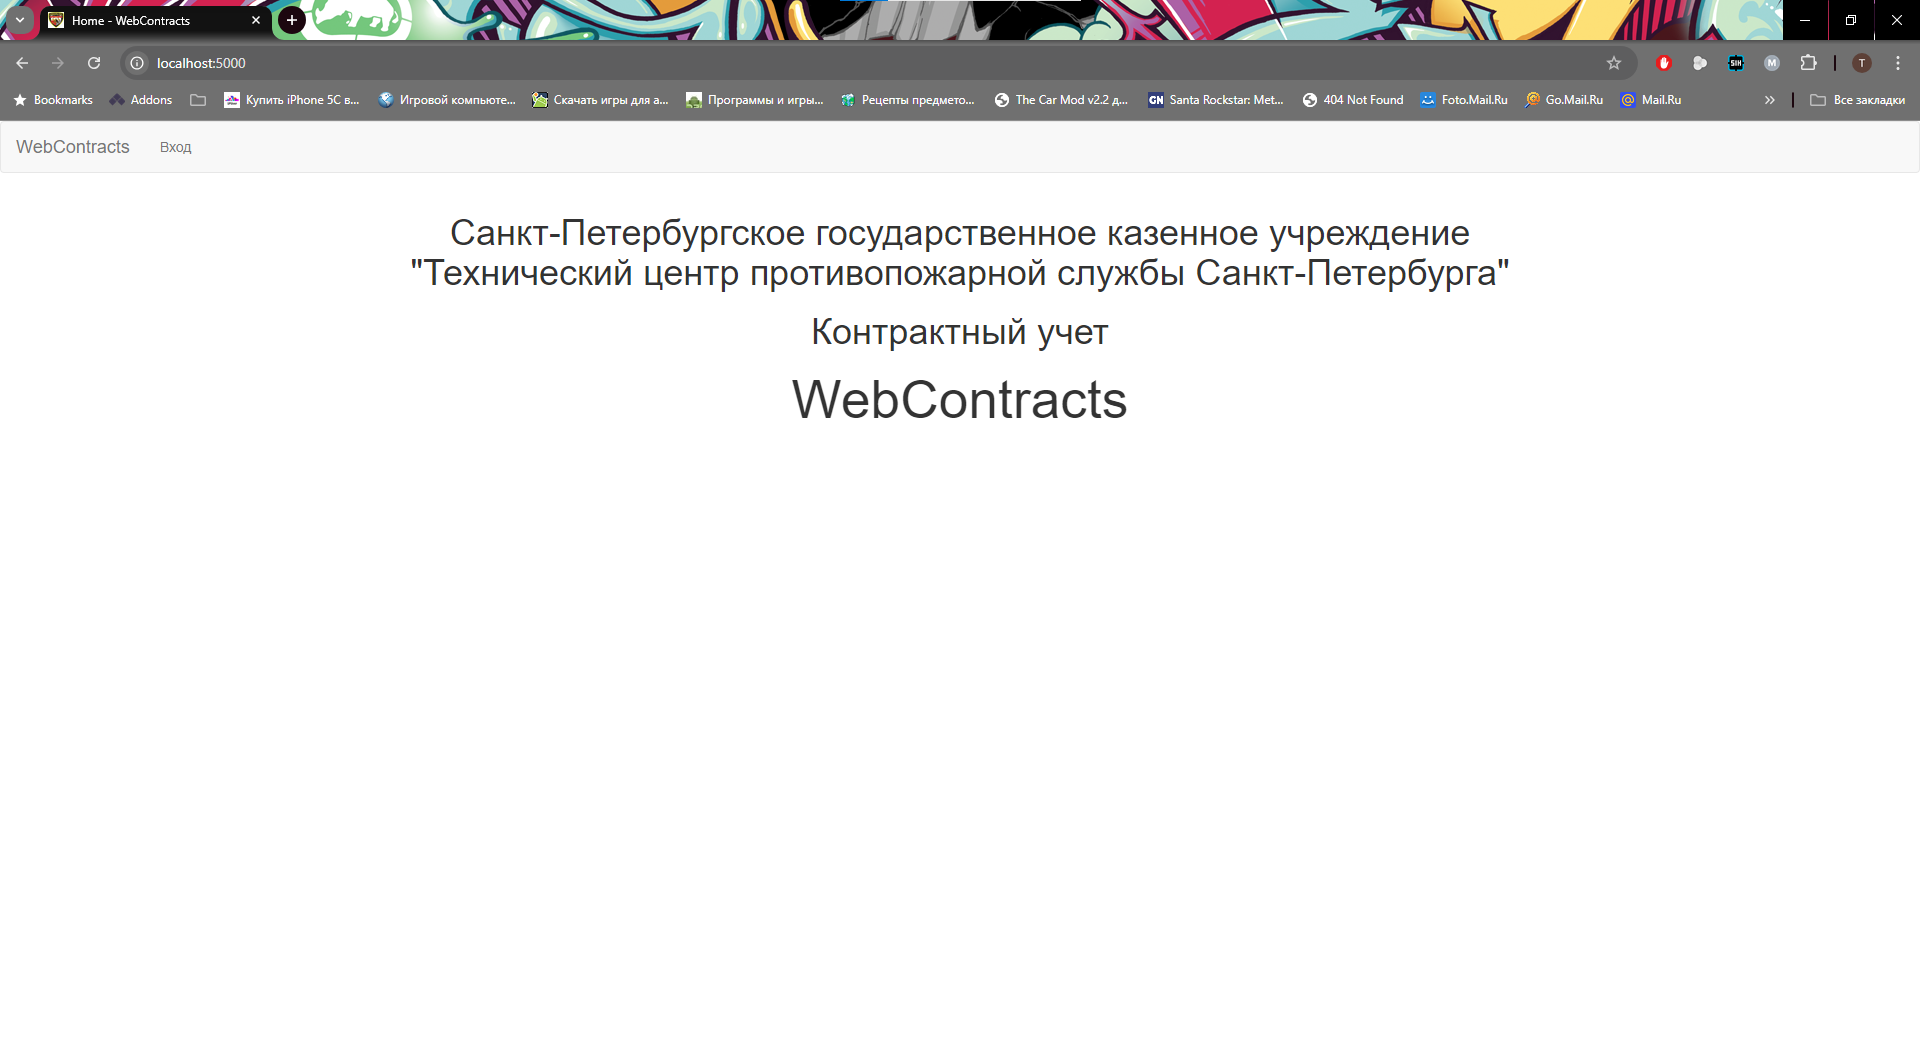 Home - WebContracts
localhost:5000
T
Bookmarks
Addons
Купить iPhone 5C в...
Игровой компьюте...
Скачать игры для а...
Программы и игры...
Рецепты предмето...
The Car Mod v2.2 д...
GN Santa Rockstar: Met...
404 Not Found
Foto.Mail.Ru
Go.Mail.Ru
Mail.Ru
Все закладки
WebContracts
Вход
Санкт-Петербургское государственное казенное учреждение
"Технический центр противопожарной службы Санкт-Петербурга"
Контрактный учет
WebContracts